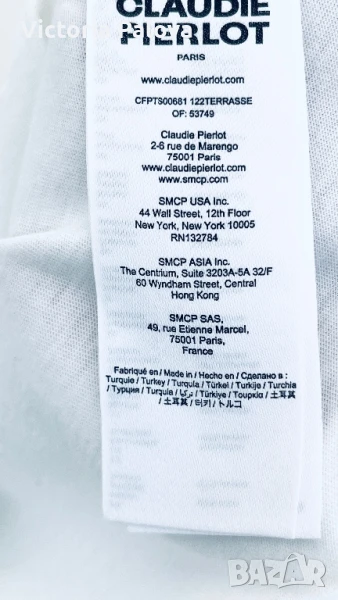 Victoria Palova
CLAUDIE
PIERLOT
PARIS
www.claudiepierlot.com
CFPTS00681 122TERRASSE
OF: 53749
Claudie Pierlot
2-6 rue de Marengo
75001 Paris
www.claudiepierlot.com
www.smcp.com
SMCP USA Inc.
44 Wall Street, 12th Floor
New York, New York 10005
RN132784
SMCP ASIA Inc.
The Centrium, Suite 3203A-5A 32/F
60 Wyndham Street, Central
Hong Kong
SMCP SAS,
49, rue Etienne Marcel,
75001 Paris,
France
Fabriqué en / Made in / Hecho en / Сделано в :
Turquie / Turkey / Turquía / Türkei / Turkije / Turchia
/ Турция / Turquia / تركيا / Türkiye / Τουρκία / 土耳其
/ 土耳其 / 터키 / トルコ
BAZAR